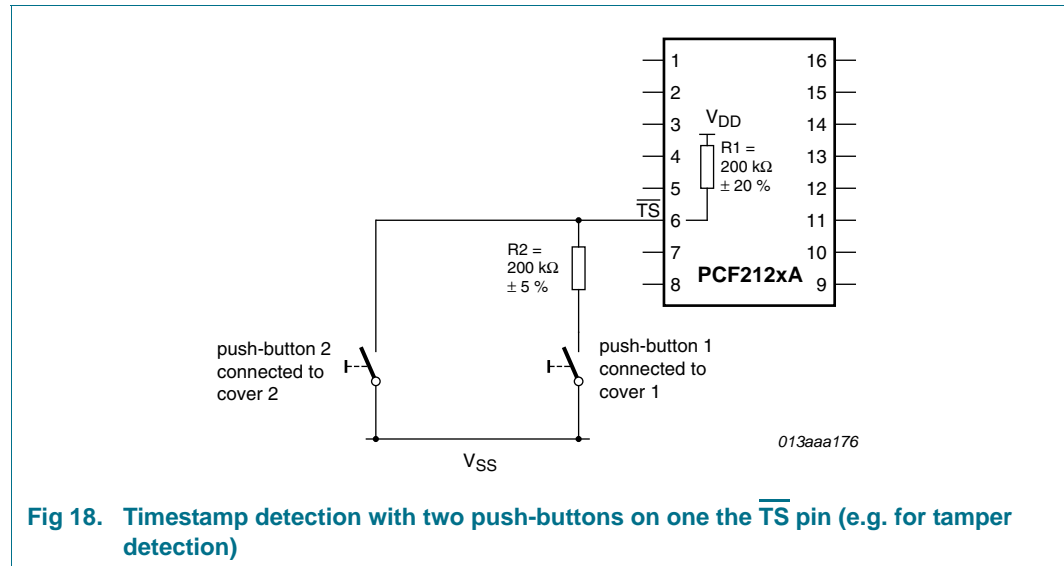 1 16
2 15
3 14
4 13
5 12
6 11
7 10
8 9
VDD
R1 =
200 kΩ
± 20 %
TS
PCF212xA
R2 =
200 kΩ
± 5 %
push-button 2
connected to
cover 2
push-button 1
connected to
cover 1
VSS
013aaa176
Fig 18. Timestamp detection with two push-buttons on one the TS pin (e.g. for tamper
detection)